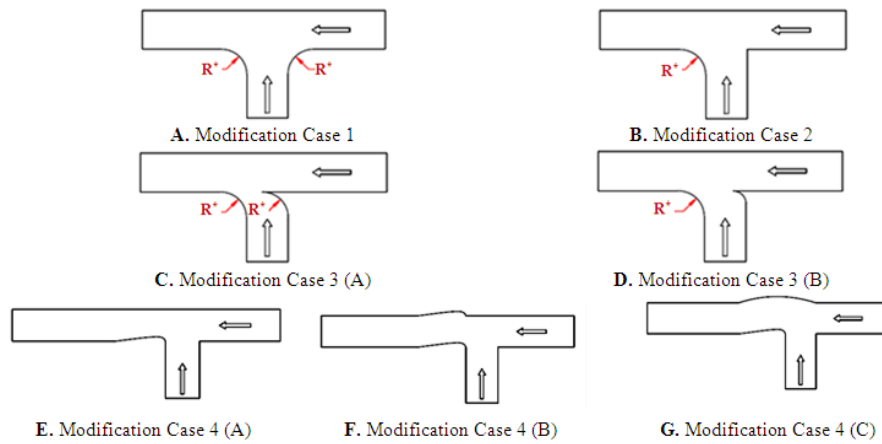 R⁺ R⁺
R⁺
A. Modification Case 1
B. Modification Case 2
R⁺ R⁺
R⁺
C. Modification Case 3 (A)
D. Modification Case 3 (B)
E. Modification Case 4 (A)
F. Modification Case 4 (B)
G. Modification Case 4 (C)